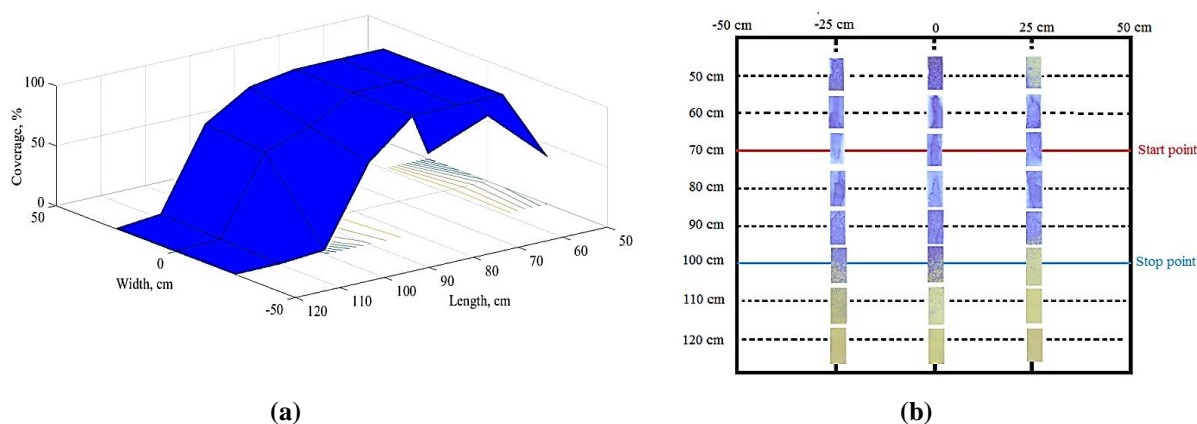 100
50
0
Coverage, %
50
0
-50
Width, cm
120
110
100
90
80
70
60
50
Length, cm
(a)
-50 cm
-25 cm
0
25 cm
50 cm
50 cm
60 cm
70 cm
Start point
80 cm
90 cm
100 cm
Stop point
110 cm
120 cm
(b)